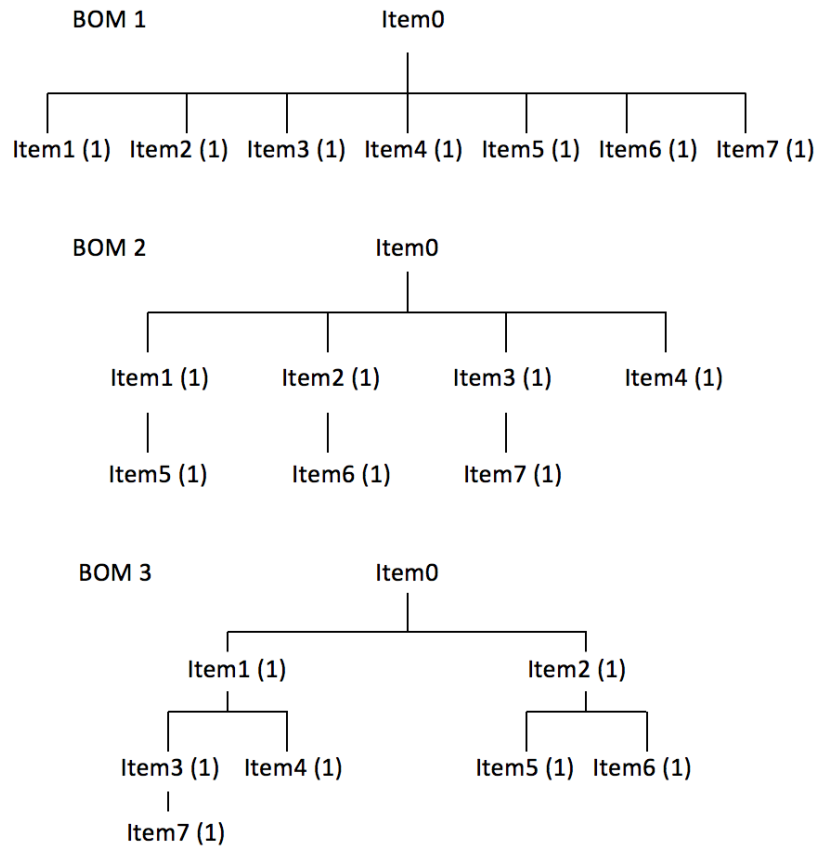 BOM 1 Item0
Item1 (1) Item2 (1) Item3 (1) Item4 (1) Item5 (1) Item6 (1) Item7 (1)
BOM 2 Item0
Item1 (1) Item2 (1) Item3 (1) Item4 (1)
Item5 (1) Item6 (1) Item7 (1)
BOM 3 Item0
Item1 (1) Item2 (1)
Item3 (1) Item4 (1) Item5 (1) Item6 (1)
Item7 (1)